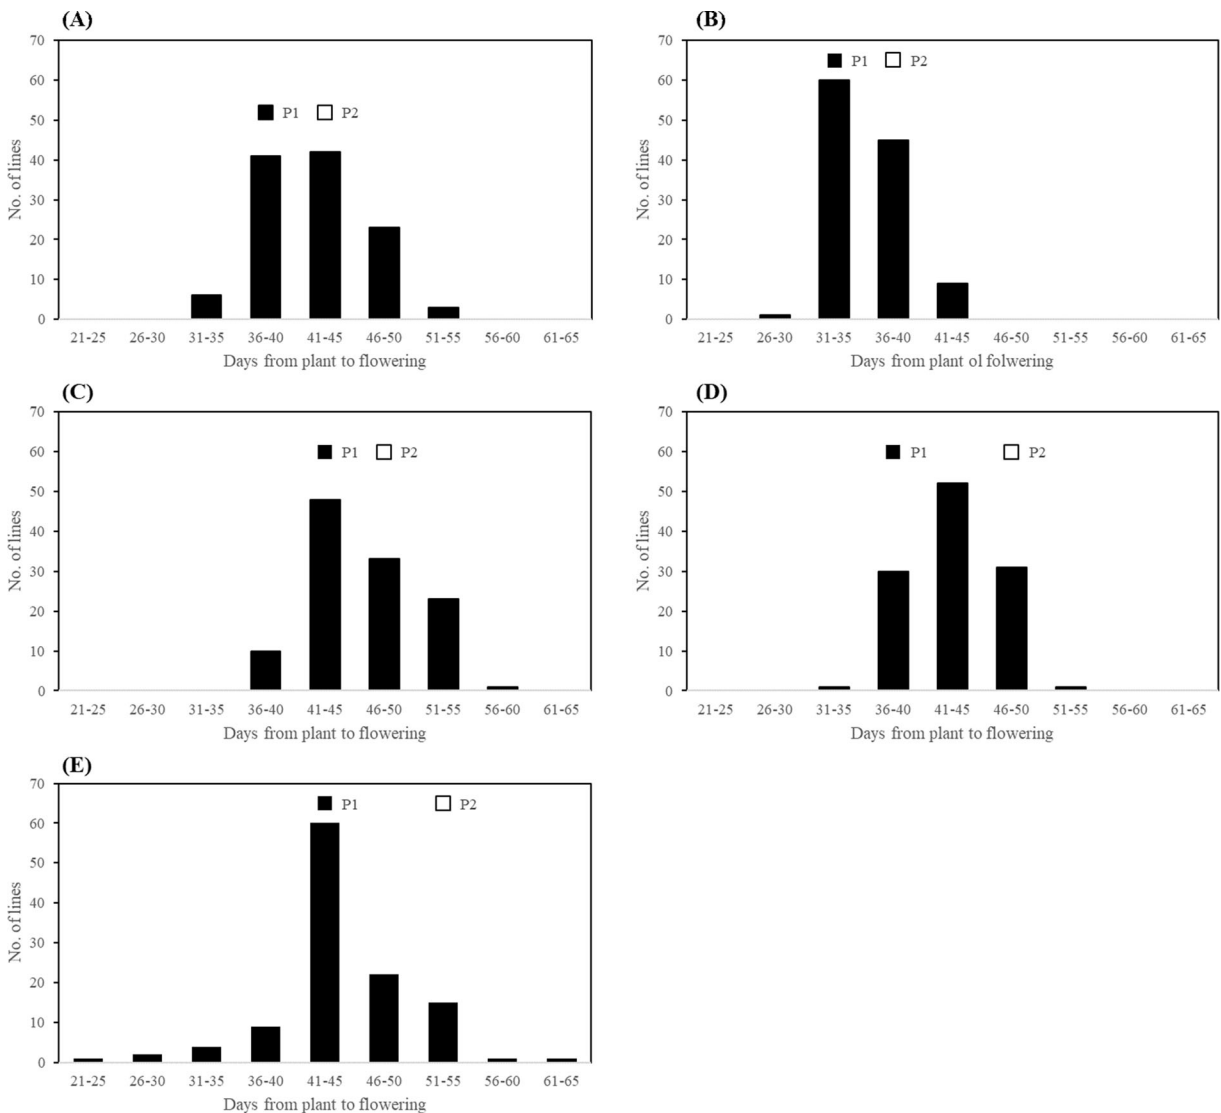 (A)
70
60
50
40
30
20
10
0
No. of lines
P1 P2
21-25 26-30 31-35 36-40 41-45 46-50 51-55 56-60 61-65
Days from plant to flowering
(B)
70
60
50
40
30
20
10
0
No. of lines
P1 P2
21-25 26-30 31-35 36-40 41-45 46-50 51-55 56-60 61-65
Days from plant ol folwering
(C)
70
60
50
40
30
20
10
0
No. of lines
P1 P2
21-25 26-30 31-35 36-40 41-45 46-50 51-55 56-60 61-65
Days from plant to flowering
(D)
70
60
50
40
30
20
10
0
No. of lines
P1 P2
21-25 26-30 31-35 36-40 41-45 46-50 51-55 56-60 61-65
Days from plant to flowering
(E)
70
60
50
40
30
20
10
0
No. of lines
P1 P2
21-25 26-30 31-35 36-40 41-45 46-50 51-55 56-60 61-65
Days from plant to flowering